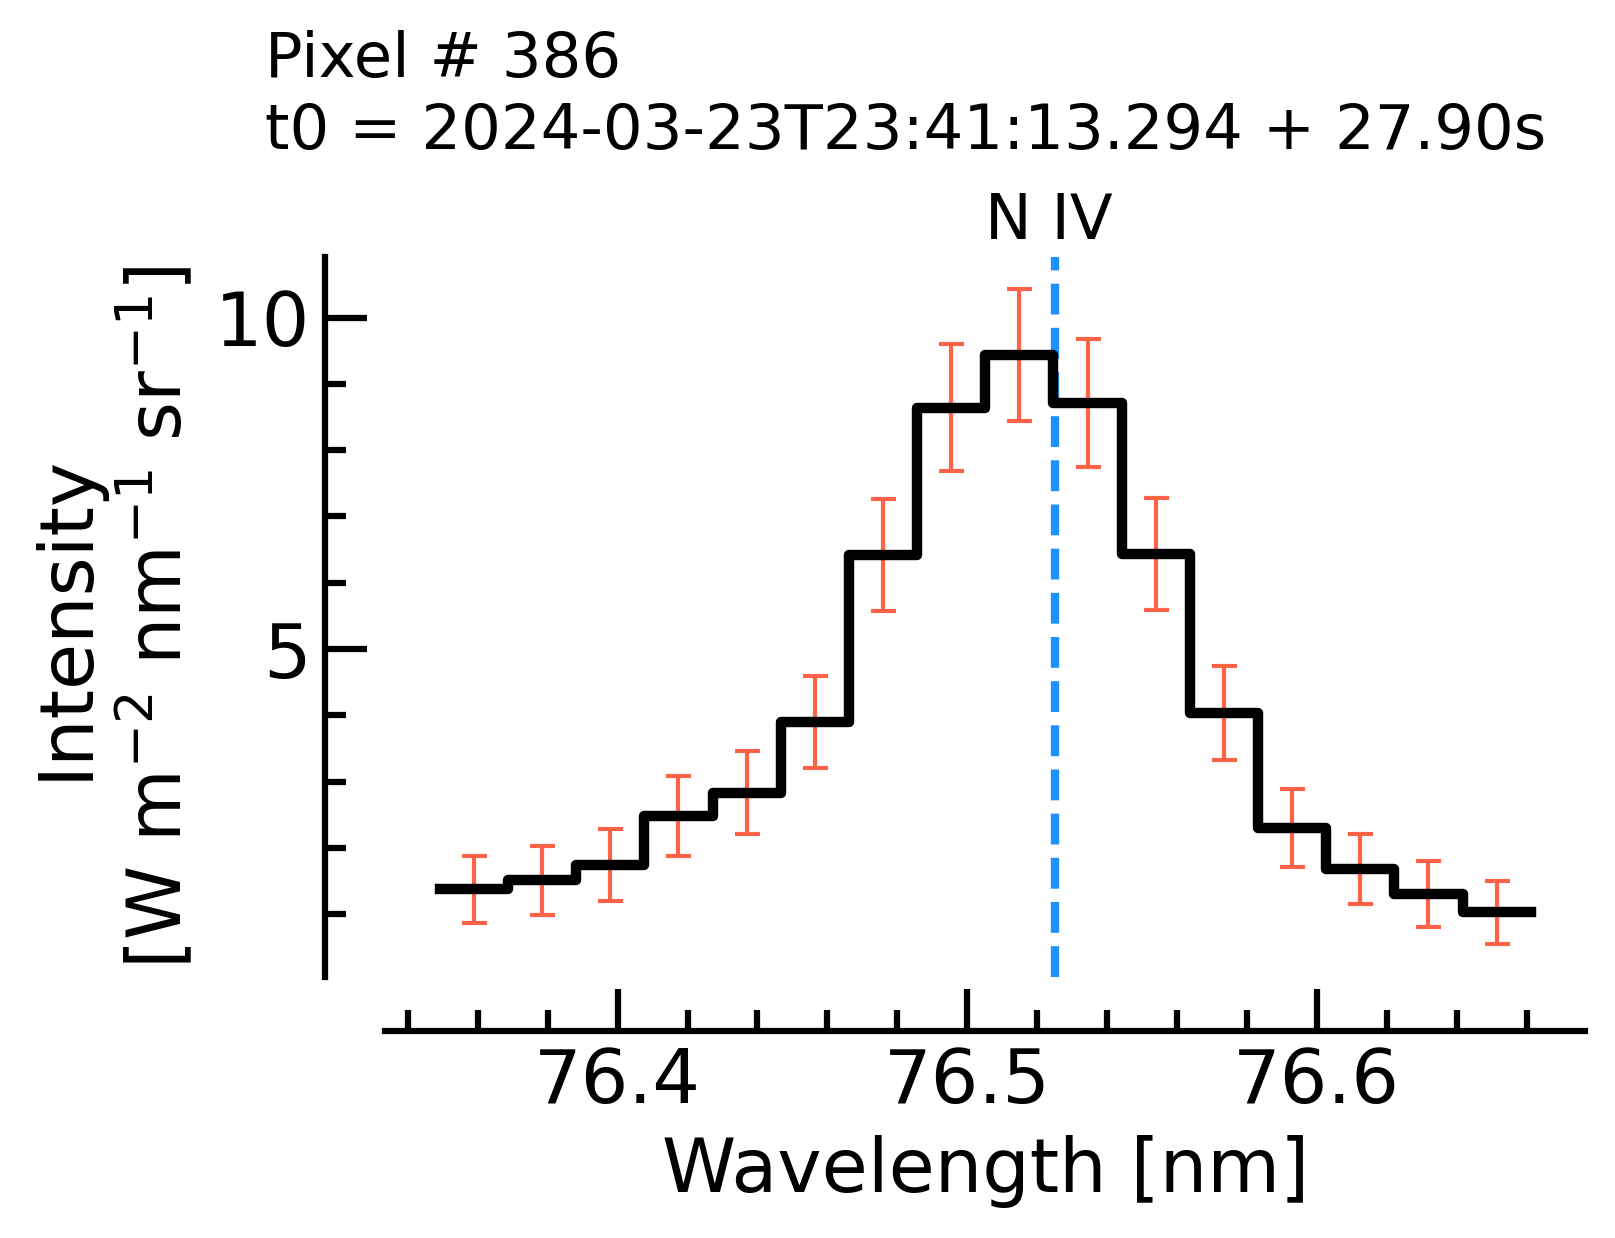 Pixel # 386
t0 = 2024-03-23T23:41:13.294 + 27.90s
N IV
Intensity
[W m⁻² nm⁻¹ sr⁻¹]
10
5
76.4 76.5 76.6
Wavelength [nm]